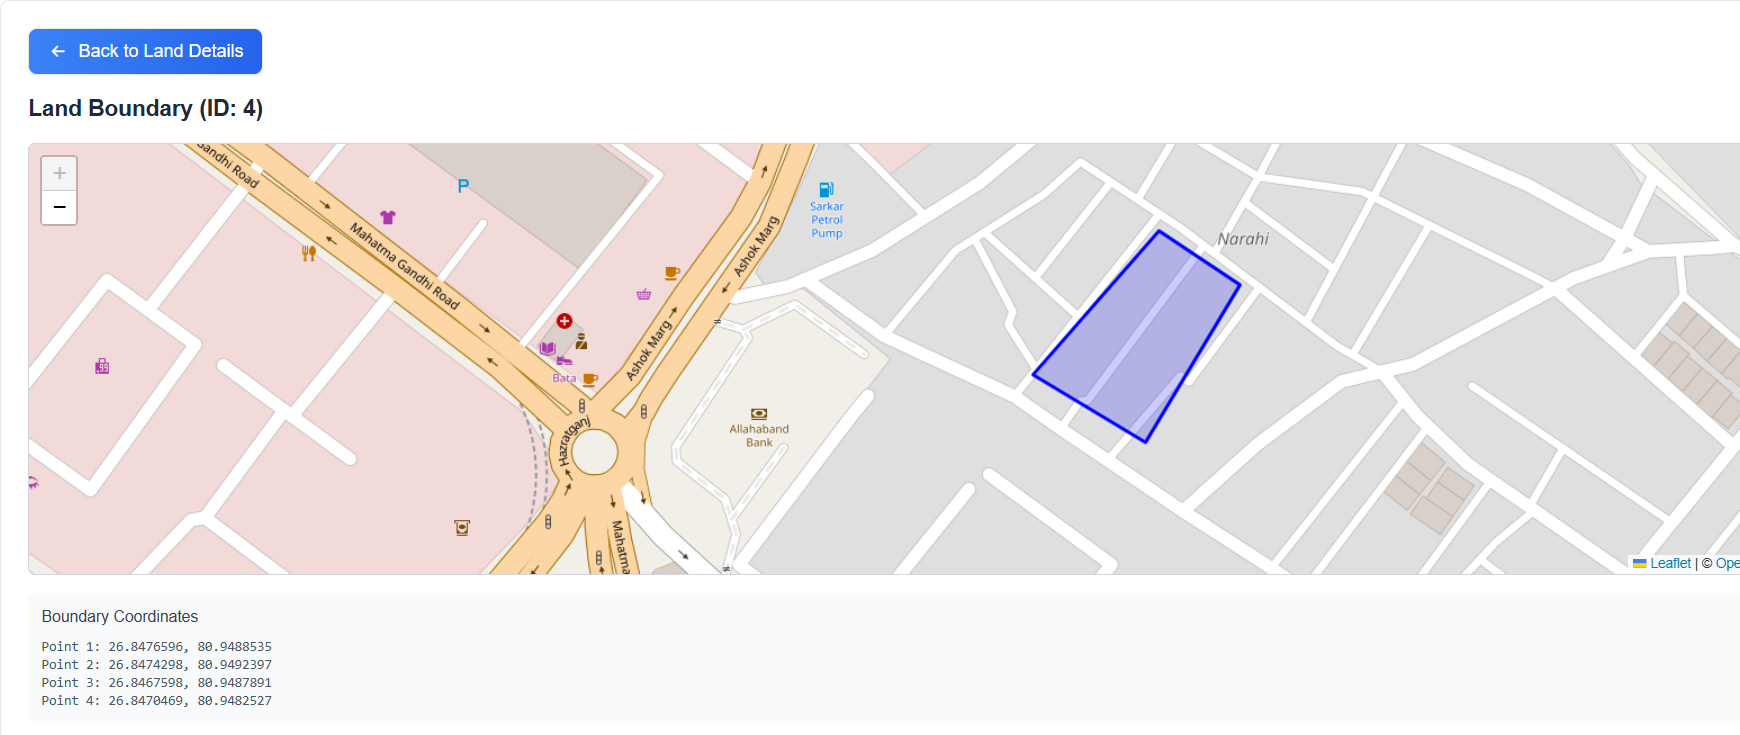 ← Back to Land Details
Land Boundary (ID: 4)
+
−
Gandhi Road
Mahatma Gandhi Road
P
Ashok Marg
Ashok Marg
Sarkar
Petrol
Pump
Narahi
Bata
Hazratganj
Allahaband
Bank
Mahatma
Leaflet | © Ope
Boundary Coordinates
Point 1: 26.8476596, 80.9488535
Point 2: 26.8474298, 80.9492397
Point 3: 26.8467598, 80.9487891
Point 4: 26.8470469, 80.9482527